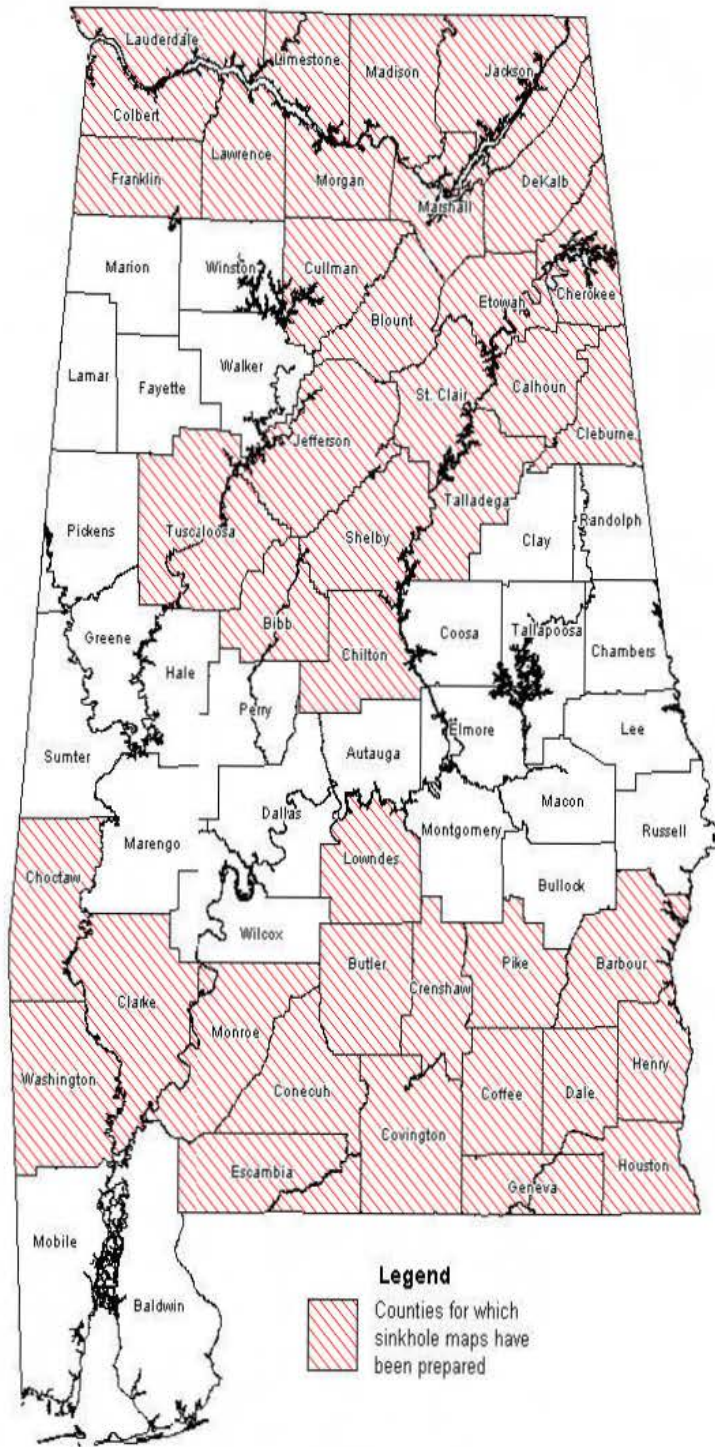 Lauderdale
Limestone
Madison
Jackson
Colbert
Lawrence
Franklin
Morgan
Marshall
DeKalb
Marion
Winston
Cullman
Blount
Etowah
Cherokee
Lamar
Fayette
Walker
St. Clair
Calhoun
Cleburne
Jefferson
Talladega
Pickens
Tuscaloosa
Shelby
Clay
Randolph
Greene
Hale
Bibb
Chilton
Coosa
Tallapoosa
Chambers
Perry
Sumter
Autauga
Elmore
Lee
Marengo
Dallas
Montgomery
Macon
Russell
Choctaw
Lowndes
Bullock
Wilcox
Clarke
Butler
Crenshaw
Pike
Barbour
Monroe
Washington
Conecuh
Covington
Coffee
Dale
Henry
Escambia
Geneva
Houston
Mobile
Baldwin
Legend
Counties for which
sinkhole maps have
been prepared